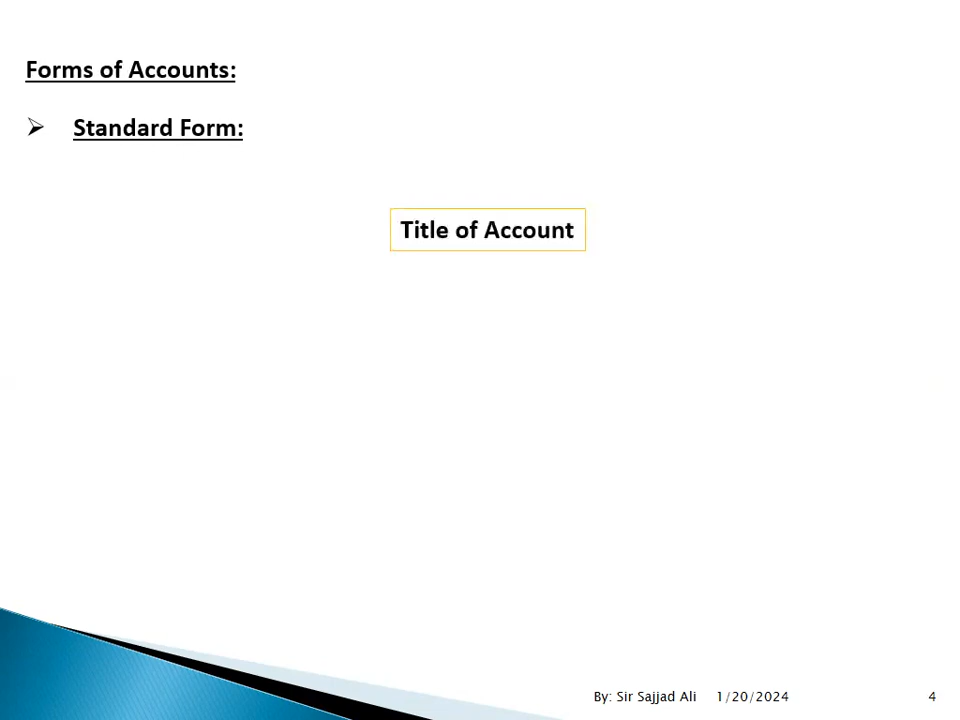 Forms of Accounts:
➢ Standard Form:
Title of Account
By: Sir Sajjad Ali 1/20/2024 4